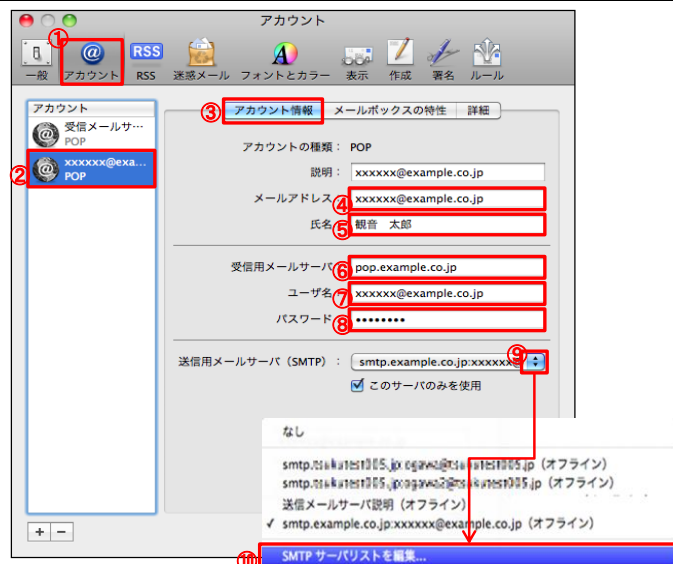 アカウント
①
一般 アカウント RSS 迷惑メール フォントとカラー 表示 作成 署名 ルール
RSS
アカウント
受信メールサ…
POP
② xxxxxx@exa...
POP
③ アカウント情報 メールボックスの特性 詳細
アカウントの種類： POP
説明： xxxxxx@example.co.jp
メールアドレス ④ xxxxxx@example.co.jp
氏名 ⑤ 観音 太郎
受信用メールサーバ ⑥ pop.example.co.jp
ユーザ名 ⑦ xxxxxx@example.co.jp
パスワード ⑧ ••••••••
⑨
送信用メールサーバ（SMTP）： smtp.example.co.jp:xxxxxx@
このサーバのみを使用
なし
（オフライン）
（オフライン）
送信メールサーバ説明（オフライン）
✓ smtp.example.co.jp:xxxxxx@example.co.jp（オフライン）
⑩ SMTP サーバリストを編集...
+ −